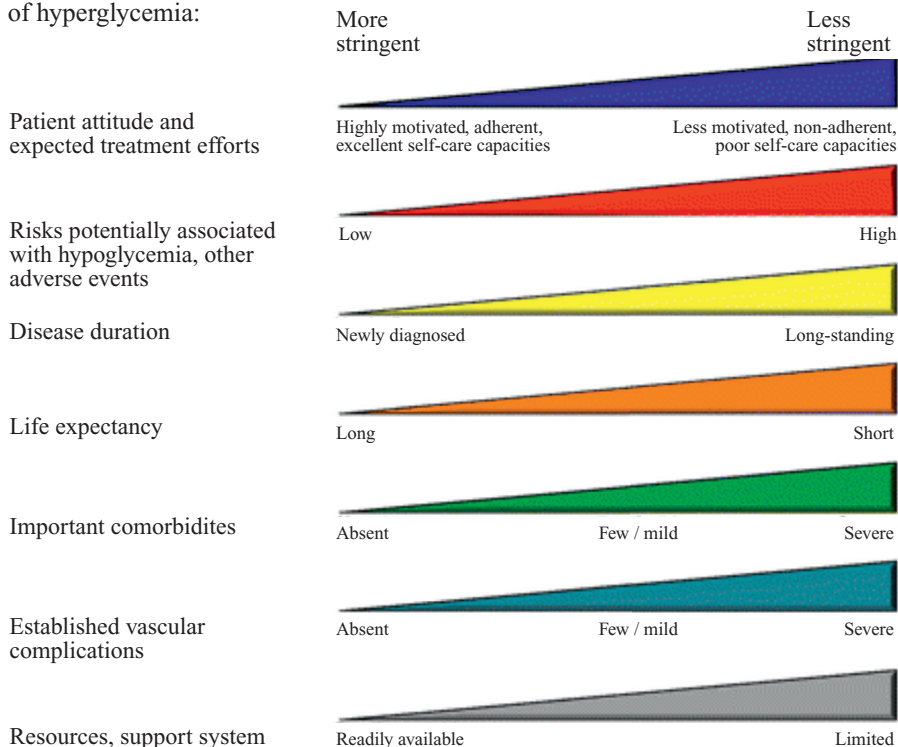 of hyperglycemia:
More
stringent
Less
stringent
Patient attitude and
expected treatment efforts
Highly motivated, adherent,
excellent self-care capacities
Less motivated, non-adherent,
poor self-care capacities
Risks potentially associated
with hypoglycemia, other
adverse events
Low
High
Disease duration
Newly diagnosed
Long-standing
Life expectancy
Long
Short
Important comorbidites
Absent
Few / mild
Severe
Established vascular
complications
Absent
Few / mild
Severe
Resources, support system
Readily available
Limited